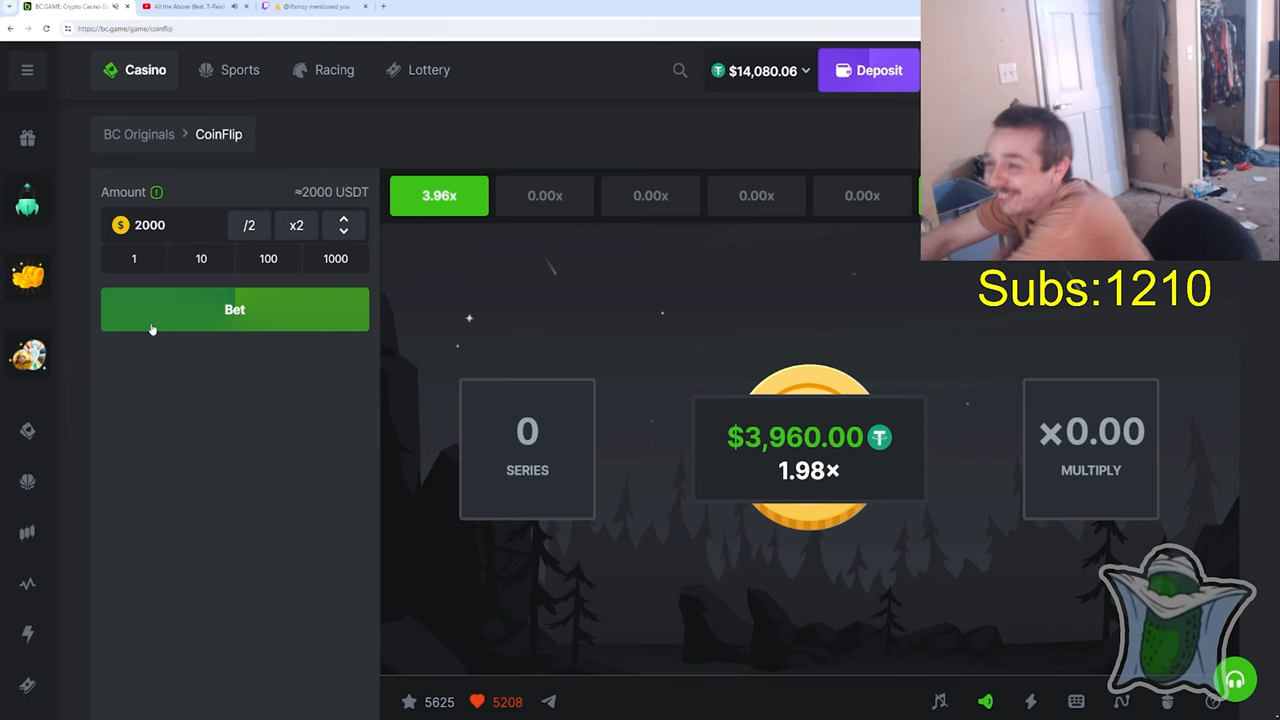 BC.GAME: Crypto Casino G
All the Above (feat. T-Pain)
mentioned you
https://bc.game/game/coinflip
Casino
Sports
Racing
Lottery
$14,080.06
Deposit
BC Originals > CoinFlip
Amount
≈2000 USDT
2000
/2
x2
1
10
100
1000
Bet
3.96x
0.00x
0.00x
0.00x
0.00x
Subs:1210
0
SERIES
$3,960.00
1.98×
×0.00
MULTIPLY
5625
5208